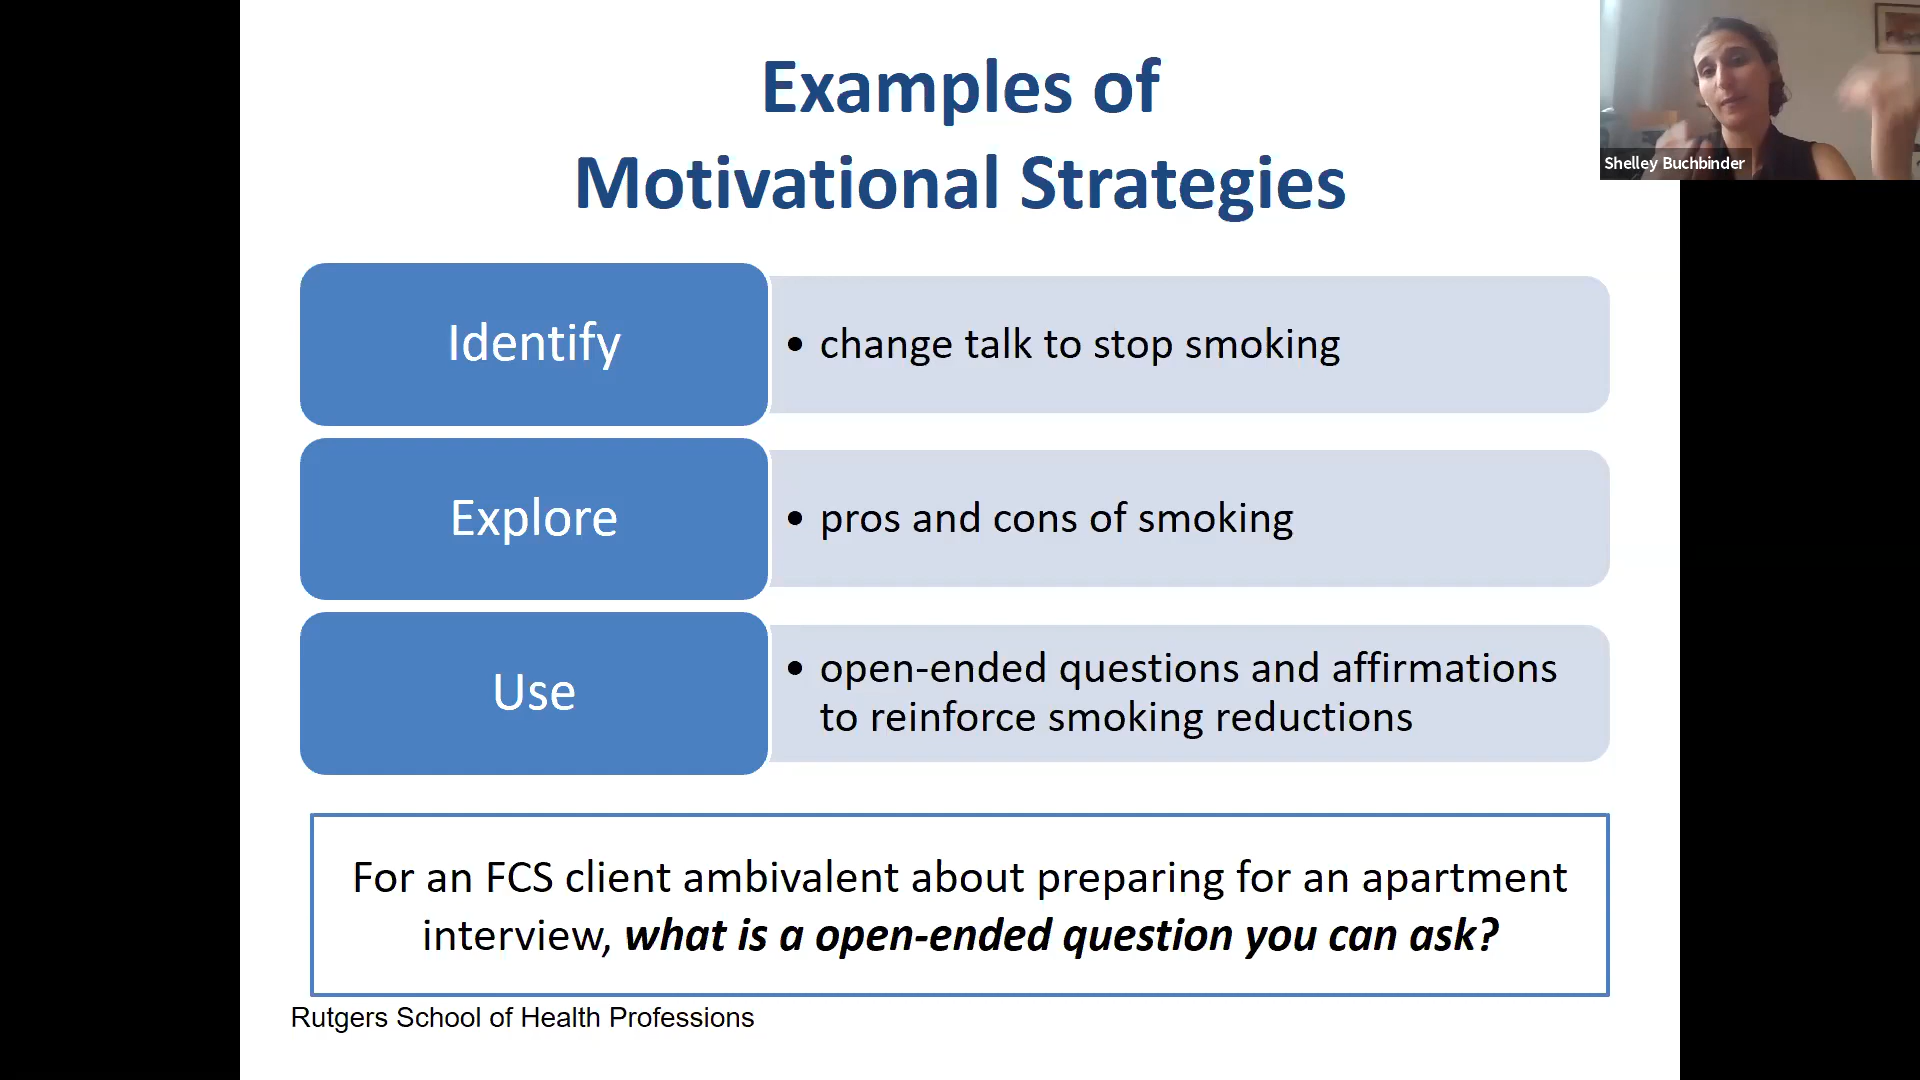 Examples of
Motivational Strategies
Shelley Buchbinder
Identify
• change talk to stop smoking
Explore
• pros and cons of smoking
Use
• open-ended questions and affirmations
to reinforce smoking reductions
For an FCS client ambivalent about preparing for an apartment
interview, what is a open-ended question you can ask?
Rutgers School of Health Professions